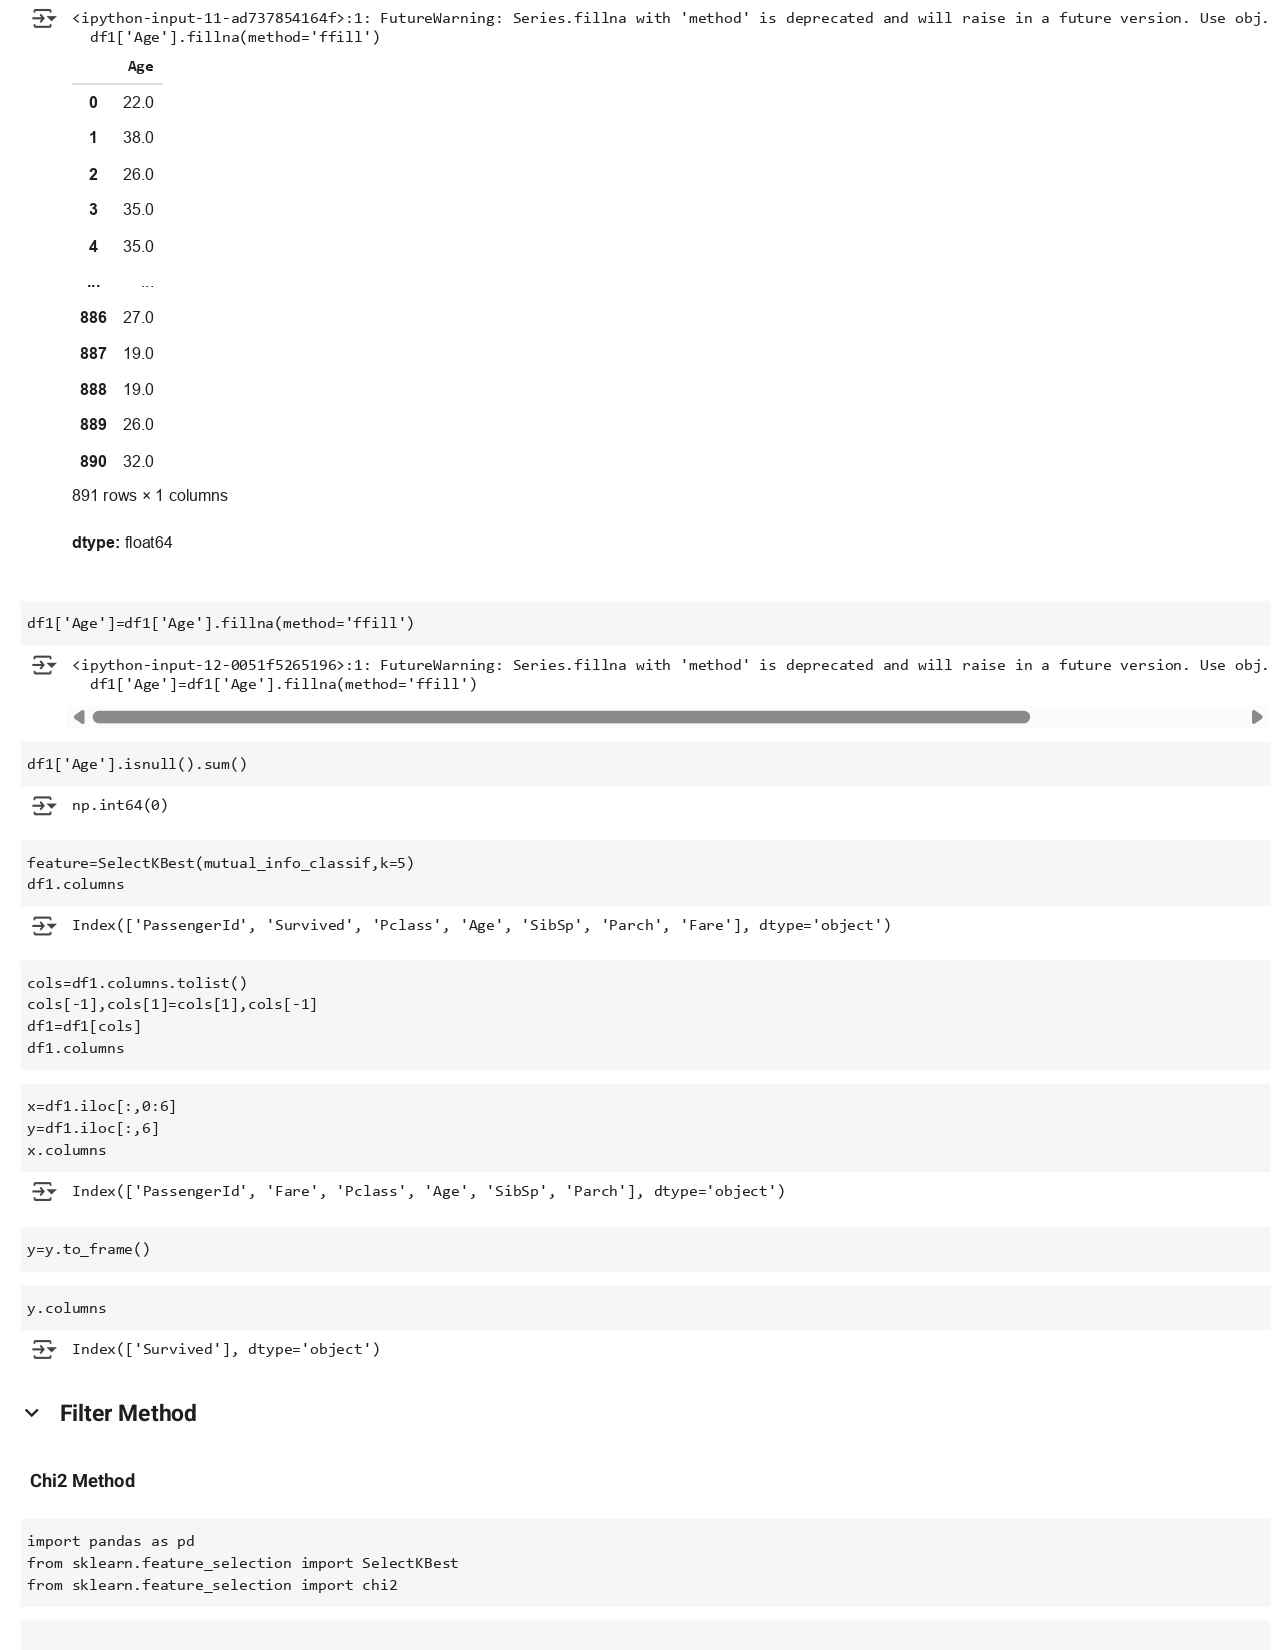 <ipython-input-11-ad737854164f>:1: FutureWarning: Series.fillna with 'method' is deprecated and will raise in a future version. Use obj.
df1['Age'].fillna(method='ffill')
Age
0 22.0
1 38.0
2 26.0
3 35.0
4 35.0
... ...
886 27.0
887 19.0
888 19.0
889 26.0
890 32.0
891 rows × 1 columns
dtype: float64
df1['Age']=df1['Age'].fillna(method='ffill')
<ipython-input-12-0051f5265196>:1: FutureWarning: Series.fillna with 'method' is deprecated and will raise in a future version. Use obj.
df1['Age']=df1['Age'].fillna(method='ffill')
df1['Age'].isnull().sum()
np.int64(0)
feature=SelectKBest(mutual_info_classif,k=5)
df1.columns
Index(['PassengerId', 'Survived', 'Pclass', 'Age', 'SibSp', 'Parch', 'Fare'], dtype='object')
cols=df1.columns.tolist()
cols[-1],cols[1]=cols[1],cols[-1]
df1=df1[cols]
df1.columns
x=df1.iloc[:,0:6]
y=df1.iloc[:,6]
x.columns
Index(['PassengerId', 'Fare', 'Pclass', 'Age', 'SibSp', 'Parch'], dtype='object')
y=y.to_frame()
y.columns
Index(['Survived'], dtype='object')
Filter Method
Chi2 Method
import pandas as pd
from sklearn.feature_selection import SelectKBest
from sklearn.feature_selection import chi2